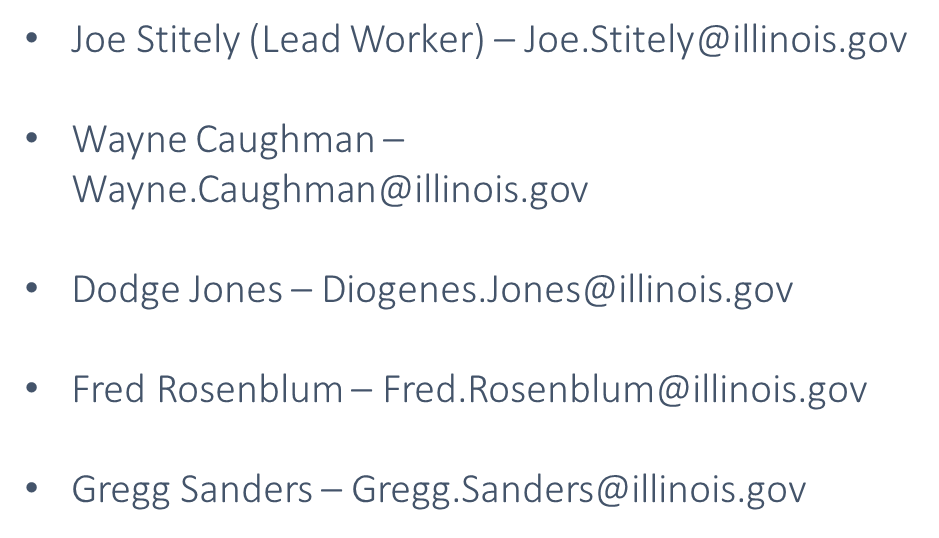 • Joe Stitely (Lead Worker) – Joe.Stitely@illinois.gov
• Wayne Caughman –
Wayne.Caughman@illinois.gov
• Dodge Jones – Diogenes.Jones@illinois.gov
• Fred Rosenblum – Fred.Rosenblum@illinois.gov
• Gregg Sanders – Gregg.Sanders@illinois.gov